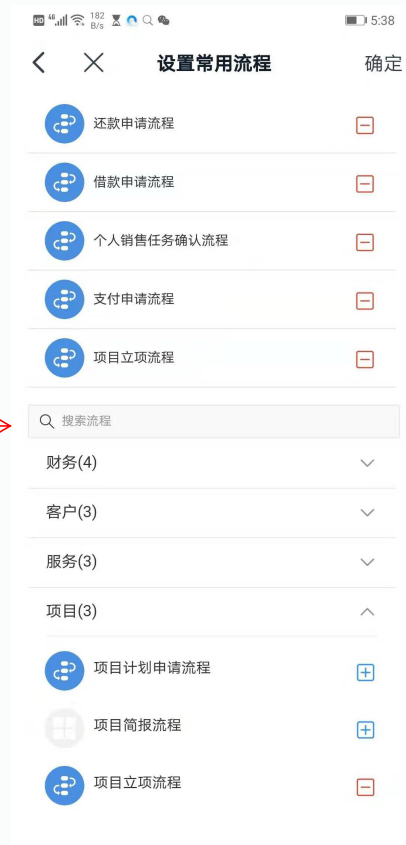 HD 46 182 B/s 5:38
设置常用流程 确定
还款申请流程
借款申请流程
个人销售任务确认流程
支付申请流程
项目立项流程
搜索流程
财务(4)
客户(3)
服务(3)
项目(3)
项目计划申请流程
项目简报流程
项目立项流程